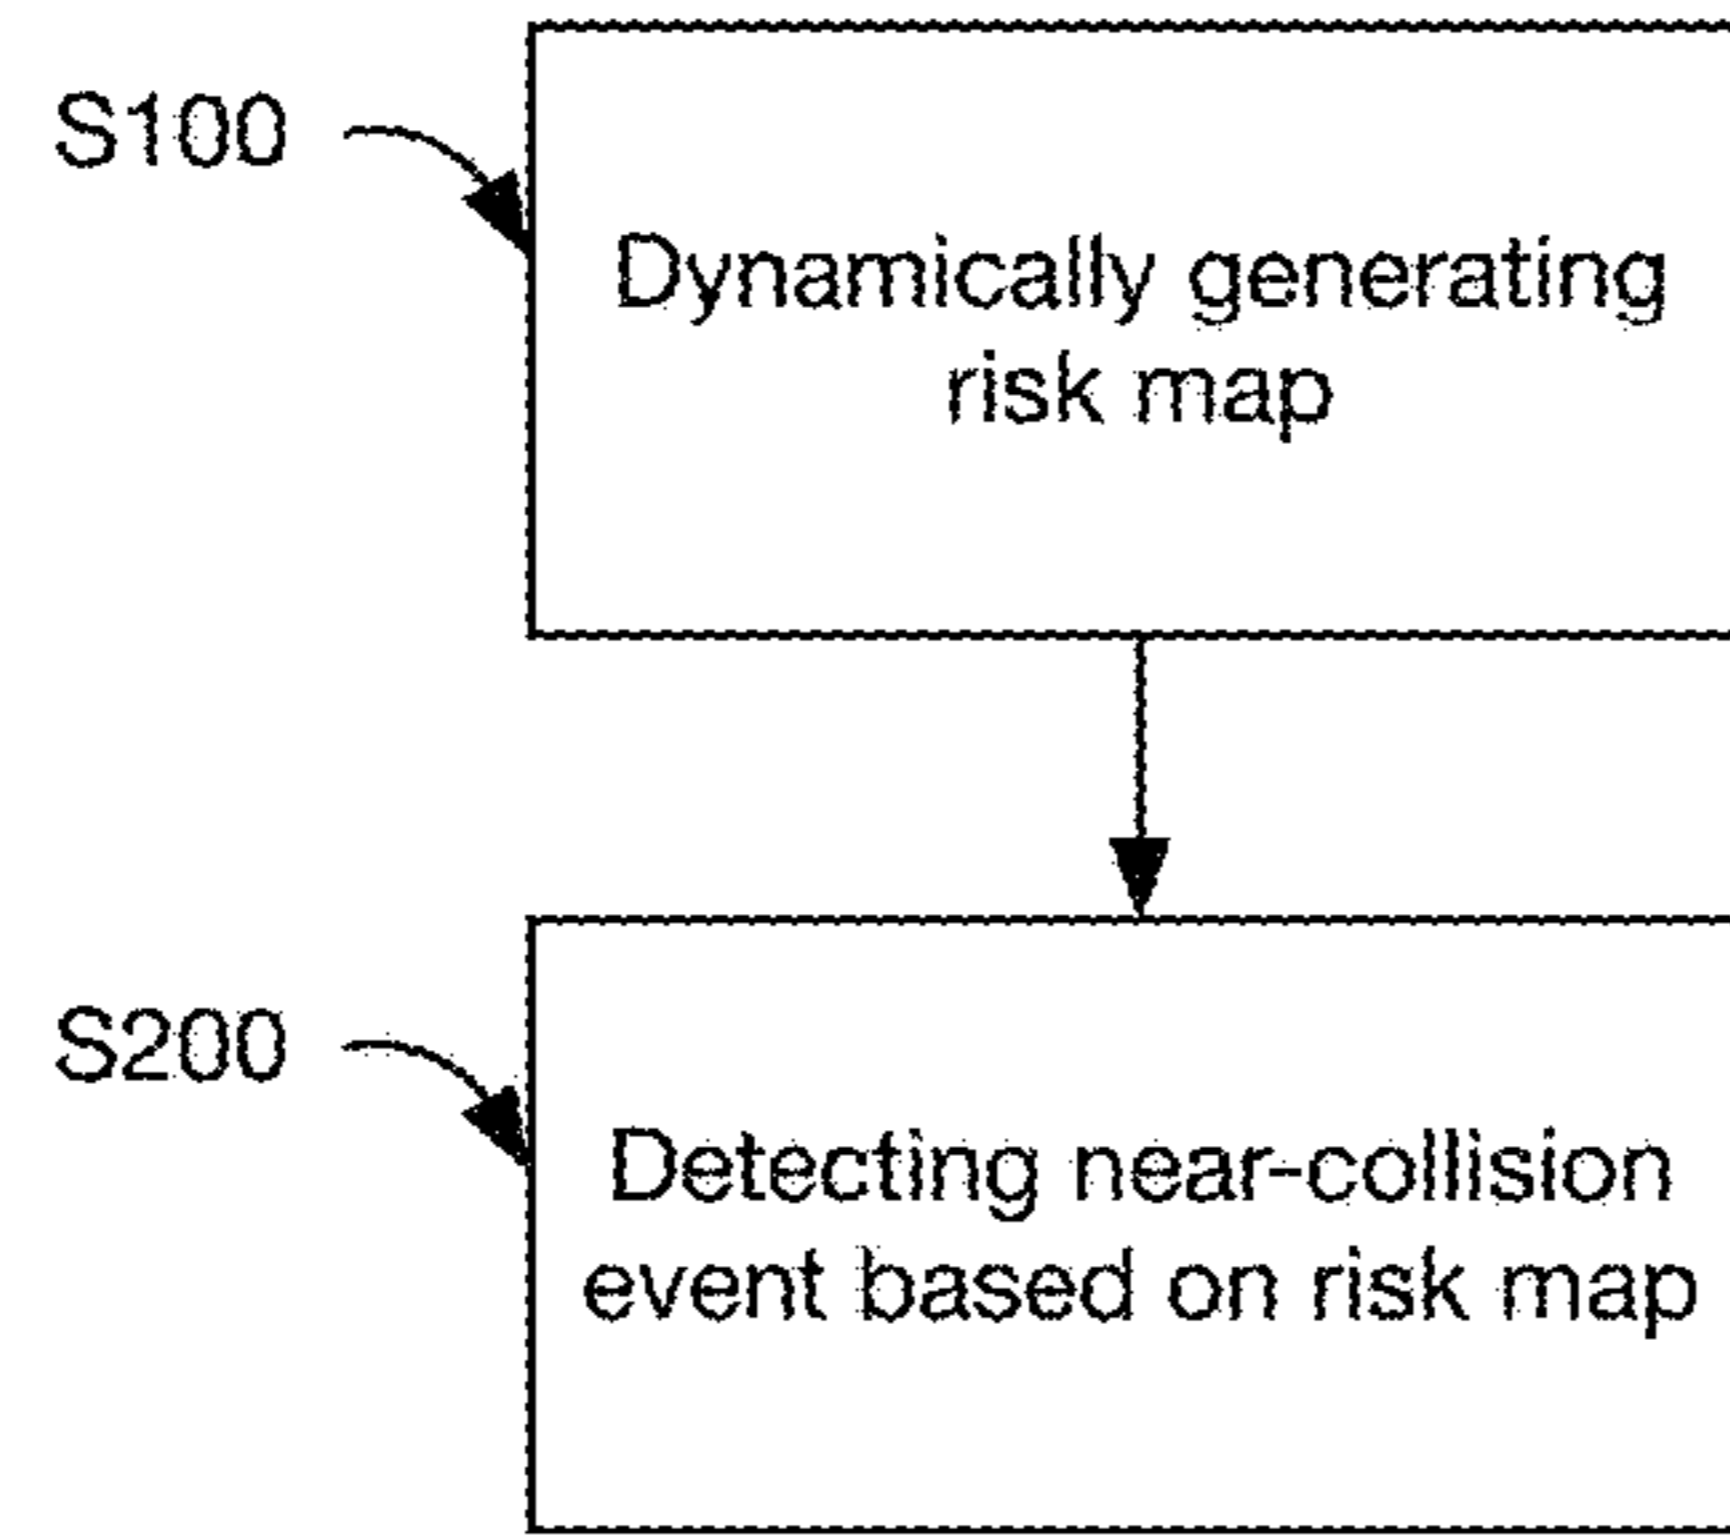 S100
Dynamically generating
risk map
S200
Detecting near-collision
event based on risk map